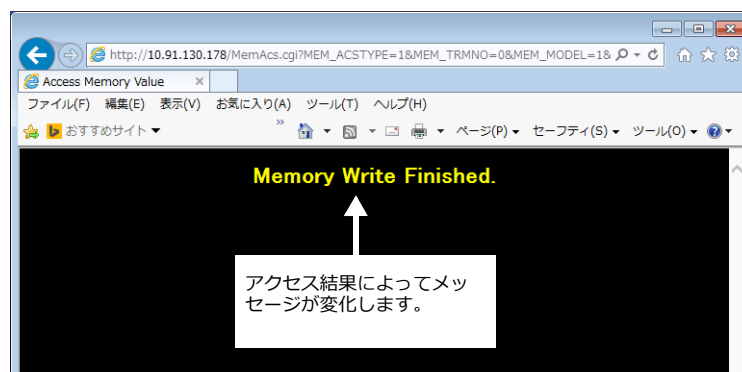 http://10.91.130.178/MemAcs.cgi?MEM_ACSTYPE=1&MEM_TRMNO=0&MEM_MODEL=1&
Access Memory Value
ファイル(F) 編集(E) 表示(V) お気に入り(A) ツール(T) ヘルプ(H)
おすすめサイト ページ(P) セーフティ(S) ツール(O)
Memory Write Finished.
アクセス結果によってメッ
セージが変化します。